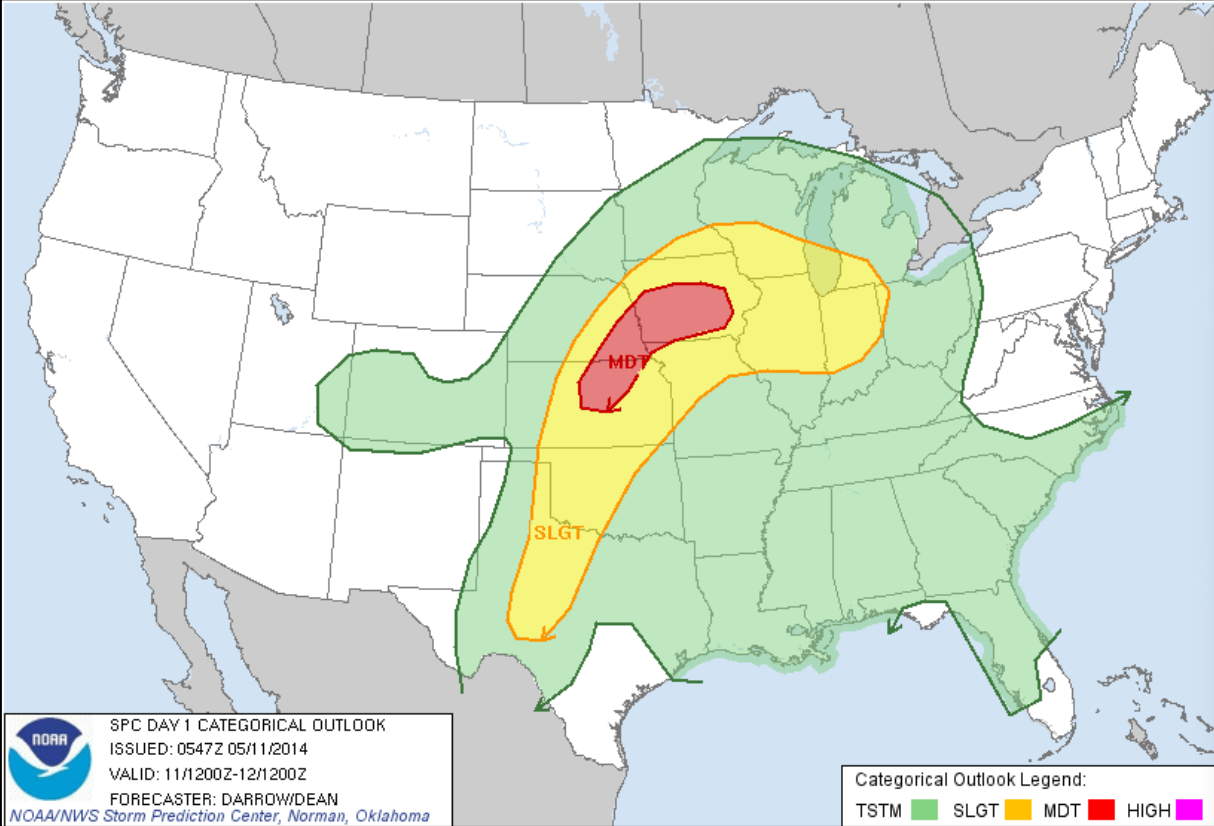 MDT
SLGT
NOAA
SPC DAY 1 CATEGORICAL OUTLOOK
ISSUED: 0547Z 05/11/2014
VALID: 11/1200Z-12/1200Z
FORECASTER: DARROW/DEAN
NOAA/NWS Storm Prediction Center, Norman, Oklahoma
Categorical Outlook Legend:
TSTM SLGT MDT HIGH